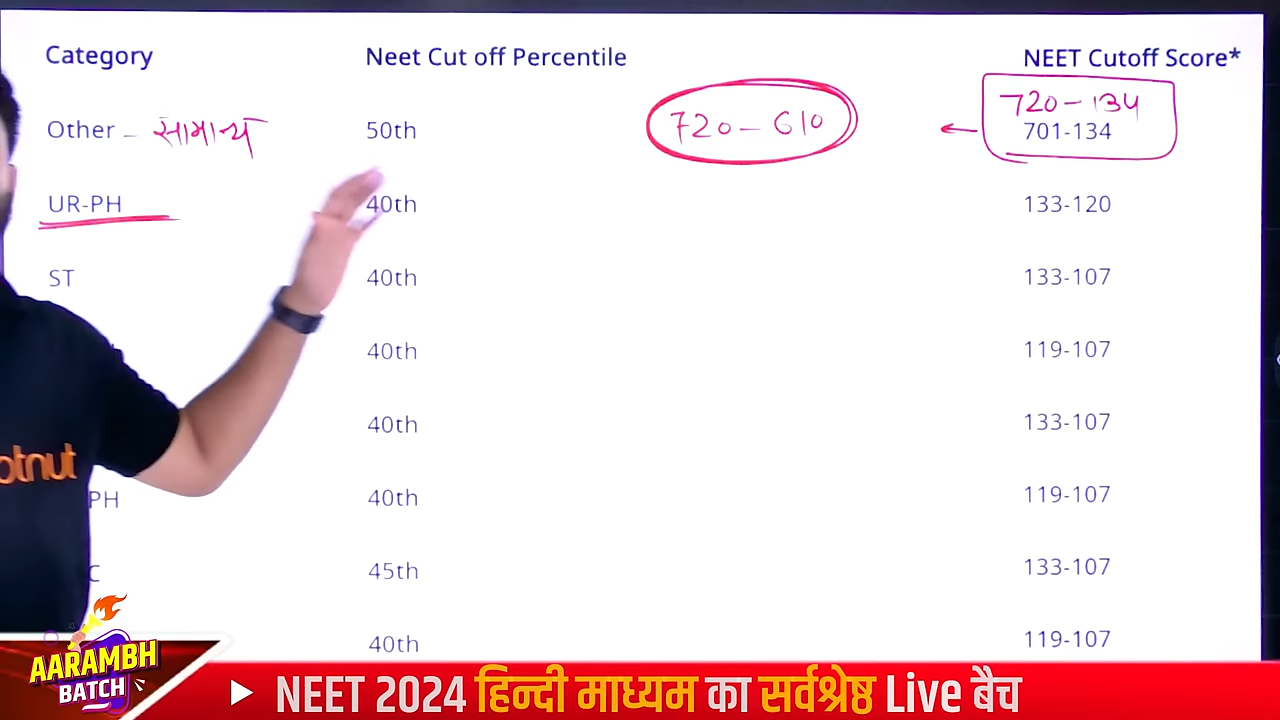 Category Neet Cut off Percentile NEET Cutoff Score*
720-134
Other - सामान्य 50th 720-610 701-134
UR-PH 40th 133-120
ST 40th 133-107
40th 119-107
40th 133-107
PH 40th 119-107
C 45th 133-107
40th 119-107
otnut
AARAMBH
BATCH
NEET 2024 हिन्दी माध्यम का सर्वश्रेष्ठ Live बैच